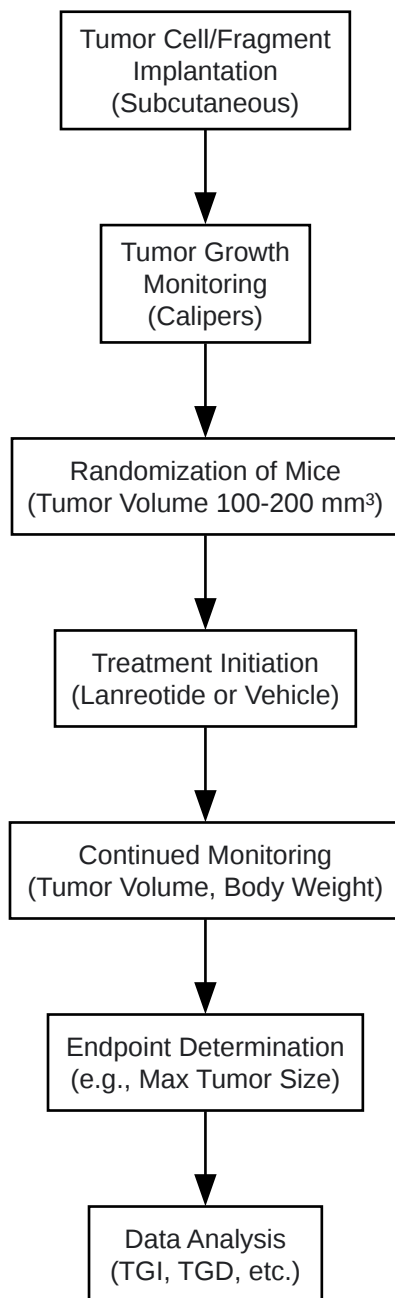 Tumor Cell/Fragment
Implantation
(Subcutaneous)
Tumor Growth
Monitoring
(Calipers)
Randomization of Mice
(Tumor Volume 100-200 mm³)
Treatment Initiation
(Lanreotide or Vehicle)
Continued Monitoring
(Tumor Volume, Body Weight)
Endpoint Determination
(e.g., Max Tumor Size)
Data Analysis
(TGI, TGD, etc.)